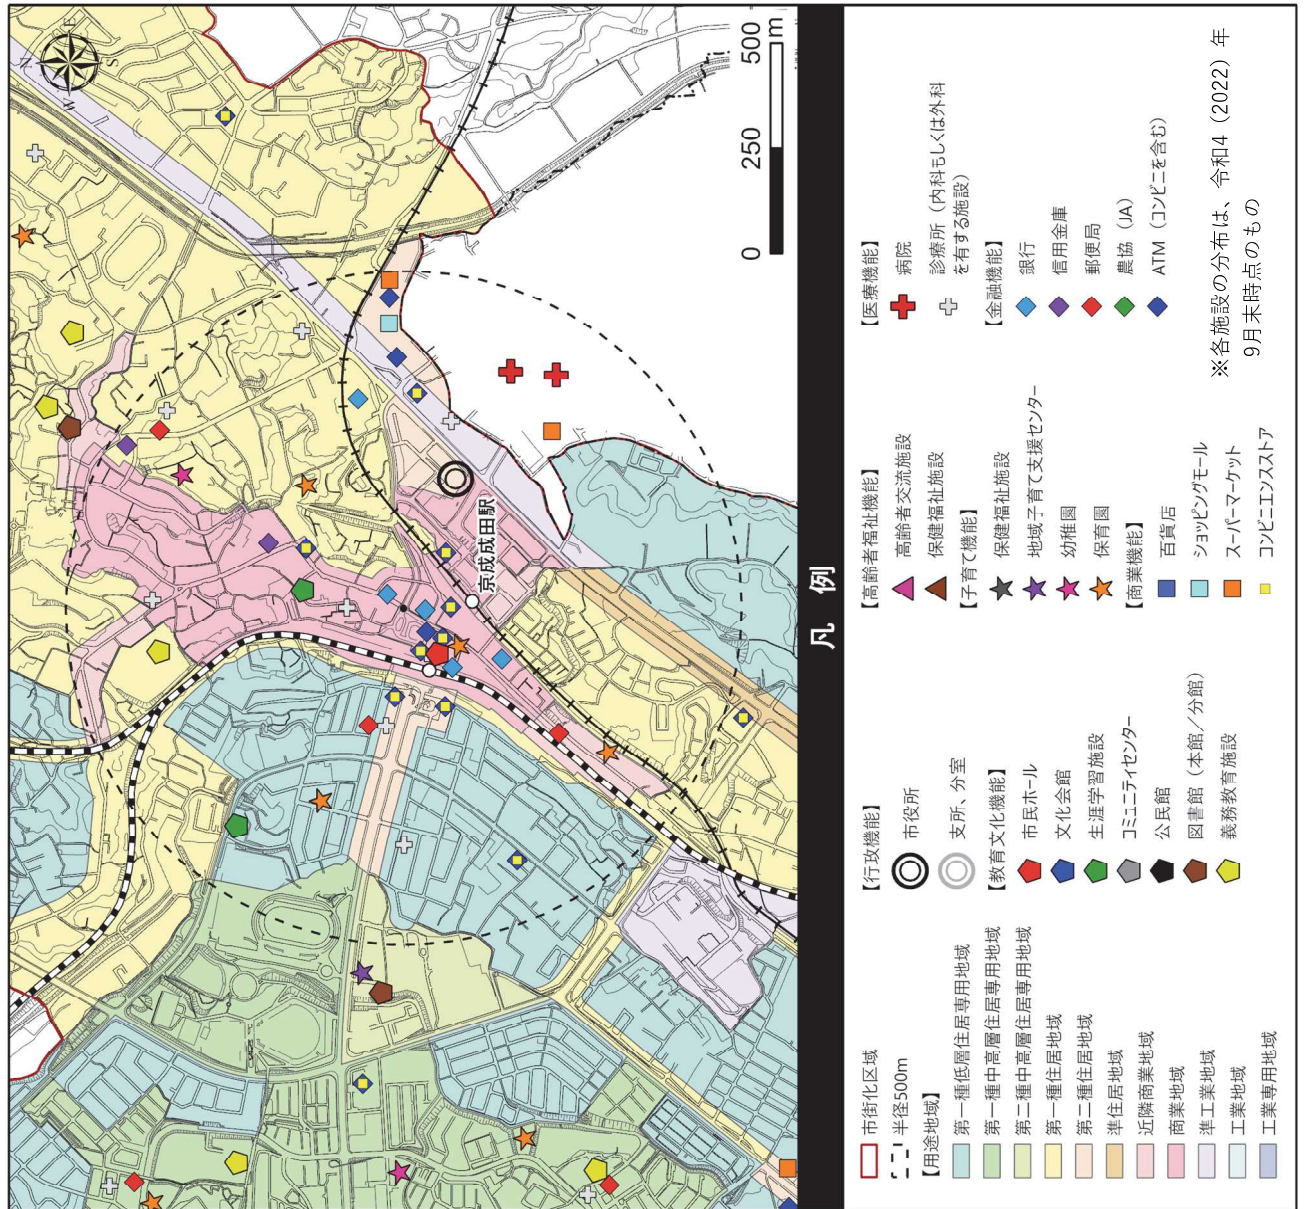 N
S
W
0
250
500
m
京成成田駅
凡 例
市街化区域
半径500m
【用途地域】
第一種低層住居専用地域
第一種中高層住居専用地域
第二種中高層住居専用地域
第一種住居地域
第二種住居地域
準住居地域
近隣商業地域
商業地域
準工業地域
工業地域
工業専用地域
【行政機能】
市役所
支所、分室
【教育文化機能】
市民ホール
文化会館
生涯学習施設
コミュニティセンター
公民館
図書館（本館／分館）
義務教育施設
【高齢者福祉機能】
高齢者交流施設
保健福祉施設
【子育て機能】
保健福祉施設
地域子育て支援センター
幼稚園
保育園
【商業機能】
百貨店
ショッピングモール
スーパーマーケット
コンビニエンスストア
【医療機能】
病院
診療所（内科もしくは外科
を有する施設）
【金融機能】
銀行
信用金庫
郵便局
農協（JA）
ATM（コンビニを含む）
※各施設の分布は、令和4（2022）年
9月末時点のもの